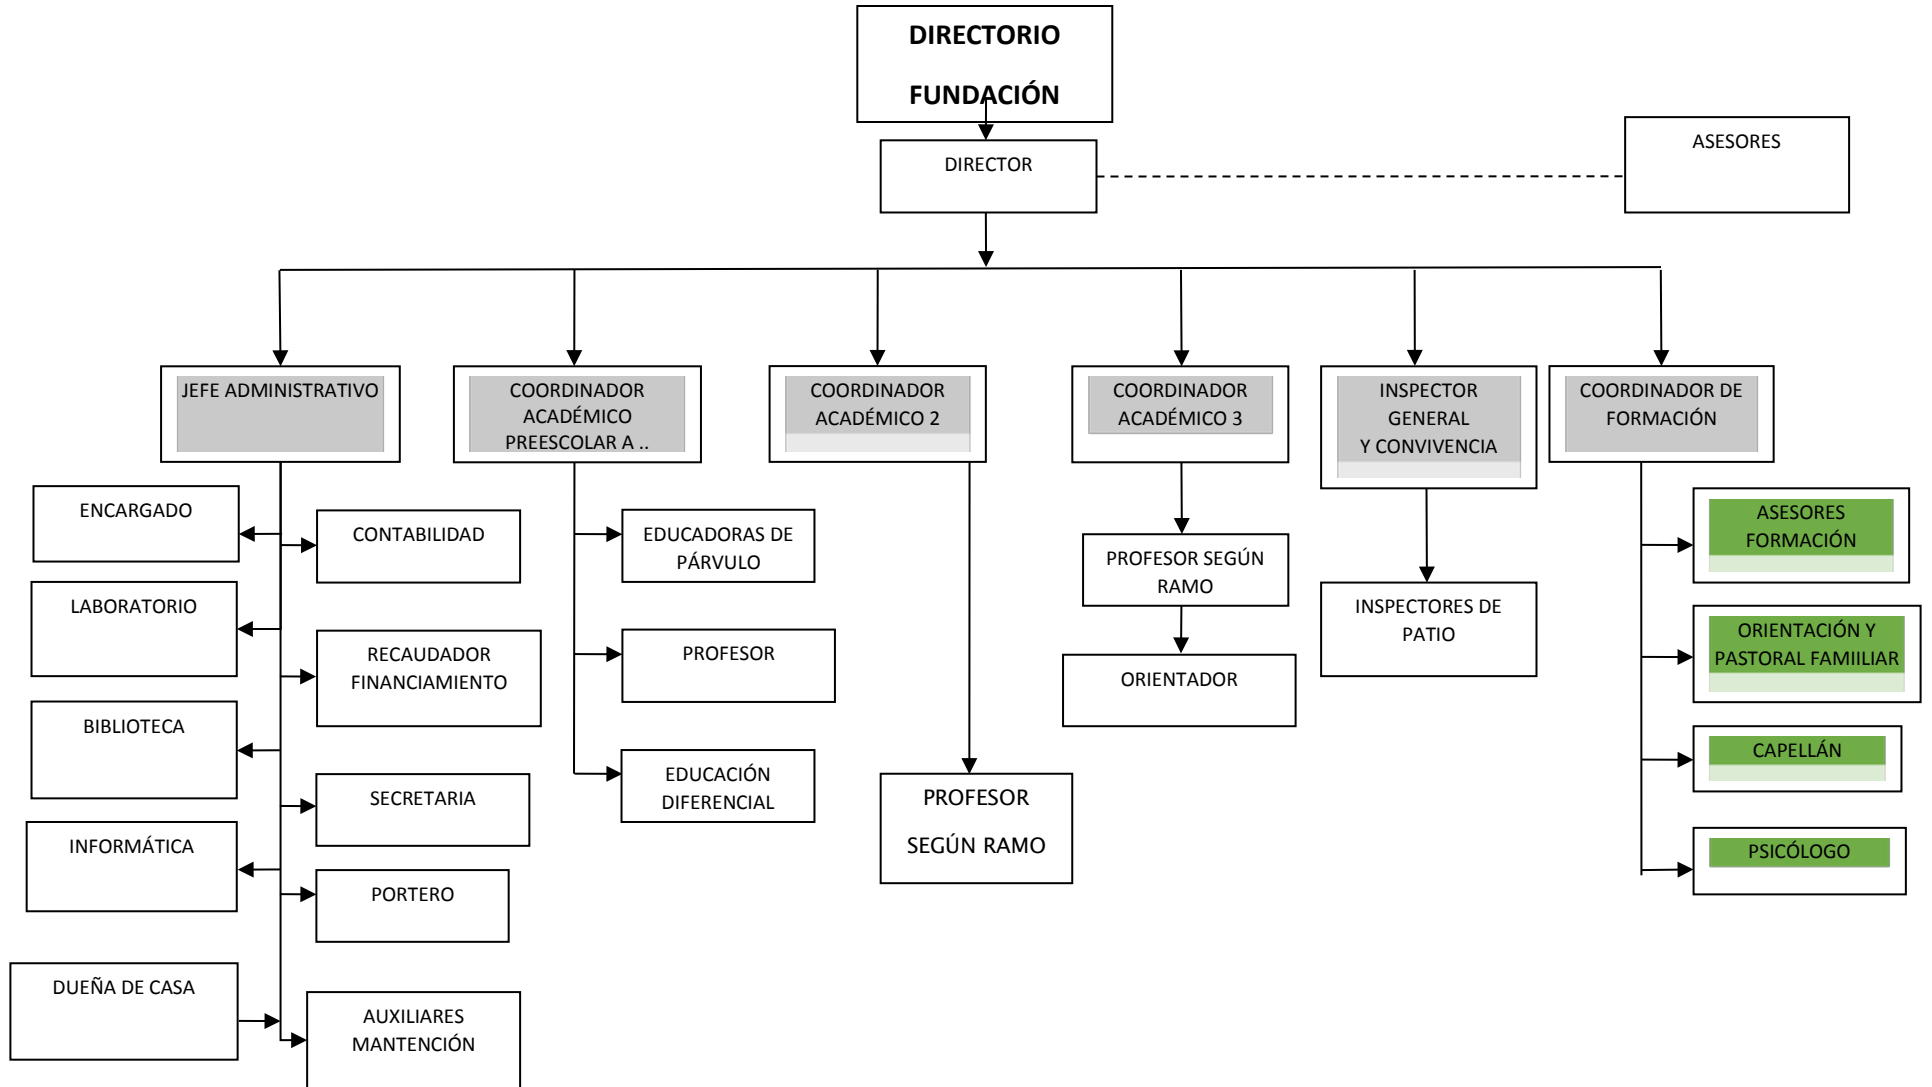 DIRECTORIO
FUNDACIÓN
DIRECTOR
ASESORES
JEFE ADMINISTRATIVO
COORDINADOR
ACADÉMICO
PREESCOLAR A ..
COORDINADOR
ACADÉMICO 2
COORDINADOR
ACADÉMICO 3
INSPECTOR
GENERAL
Y CONVIVENCIA
COORDINADOR DE
FORMACIÓN
ENCARGADO
LABORATORIO
BIBLIOTECA
INFORMÁTICA
DUEÑA DE CASA
CONTABILIDAD
RECAUDADOR
FINANCIAMIENTO
SECRETARIA
PORTERO
AUXILIARES
MANTENCIÓN
EDUCADORAS DE
PÁRVULO
PROFESOR
EDUCACIÓN
DIFERENCIAL
PROFESOR
SEGÚN RAMO
PROFESOR SEGÚN
RAMO
ORIENTADOR
INSPECTORES DE
PATIO
ASESORES
FORMACIÓN
ORIENTACIÓN Y
PASTORAL FAMIILIAR
CAPELLÁN
PSICÓLOGO